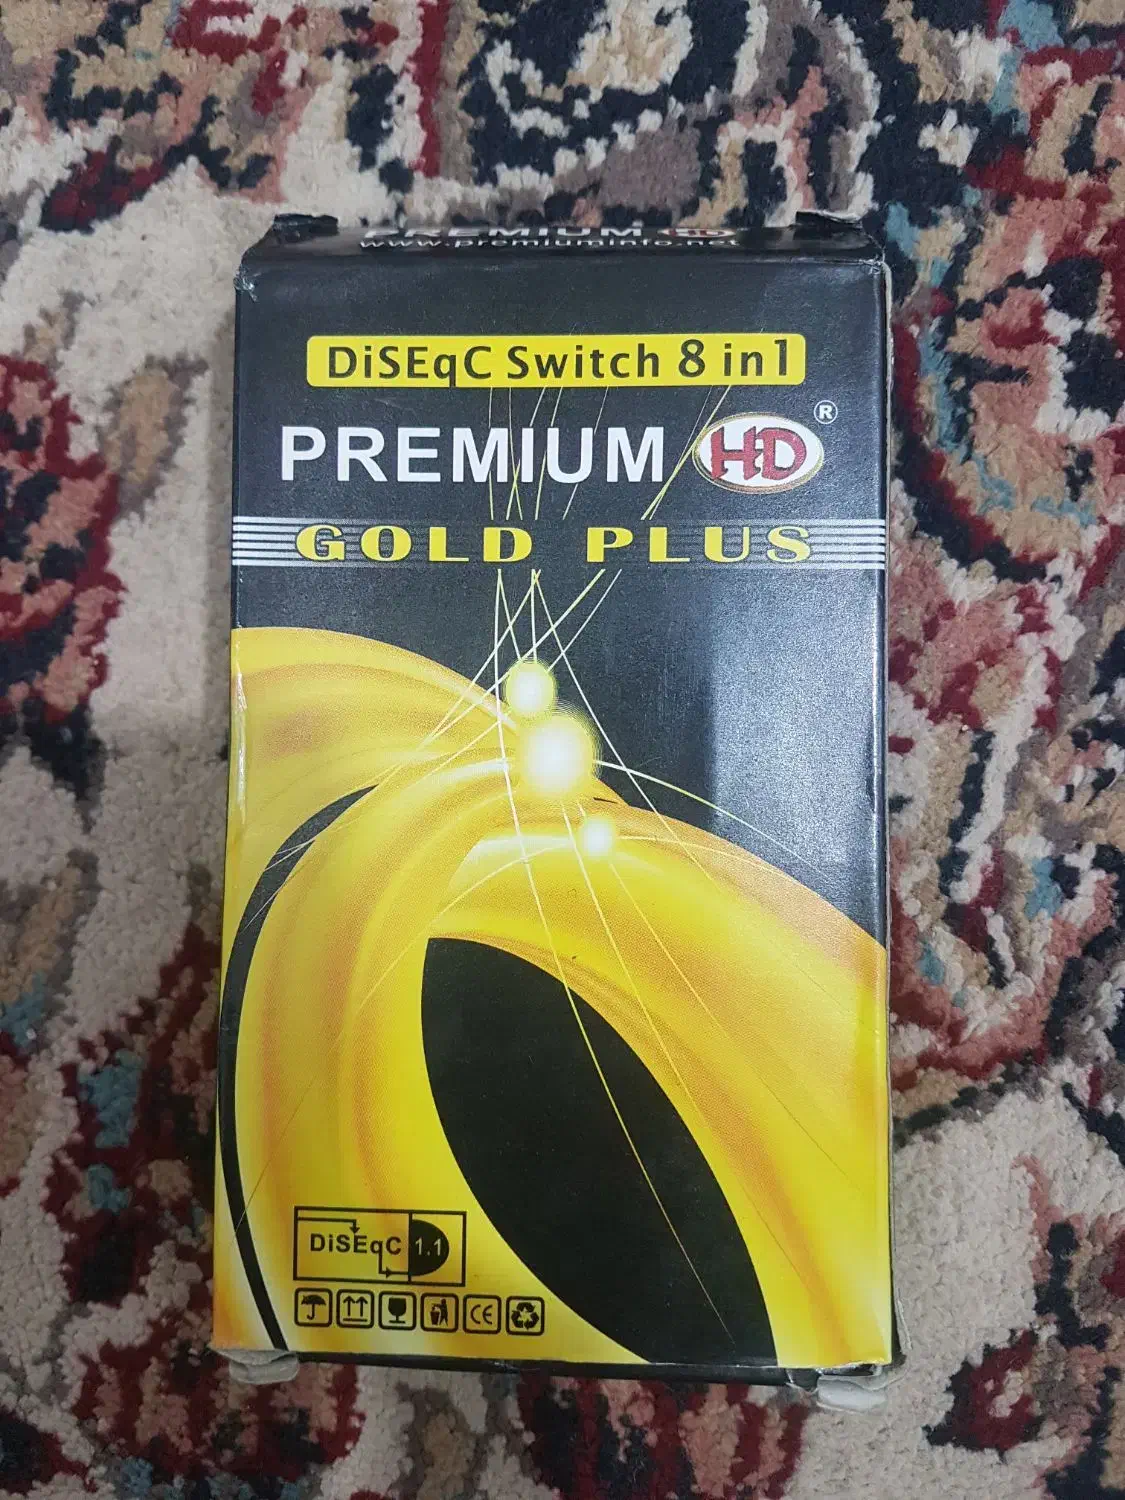 PREMIUM HD
www.premiuminfo.net
DiSEqC Switch 8 in1
PREMIUM HD ®
GOLD PLUS
DiSEqC 1.1
CE